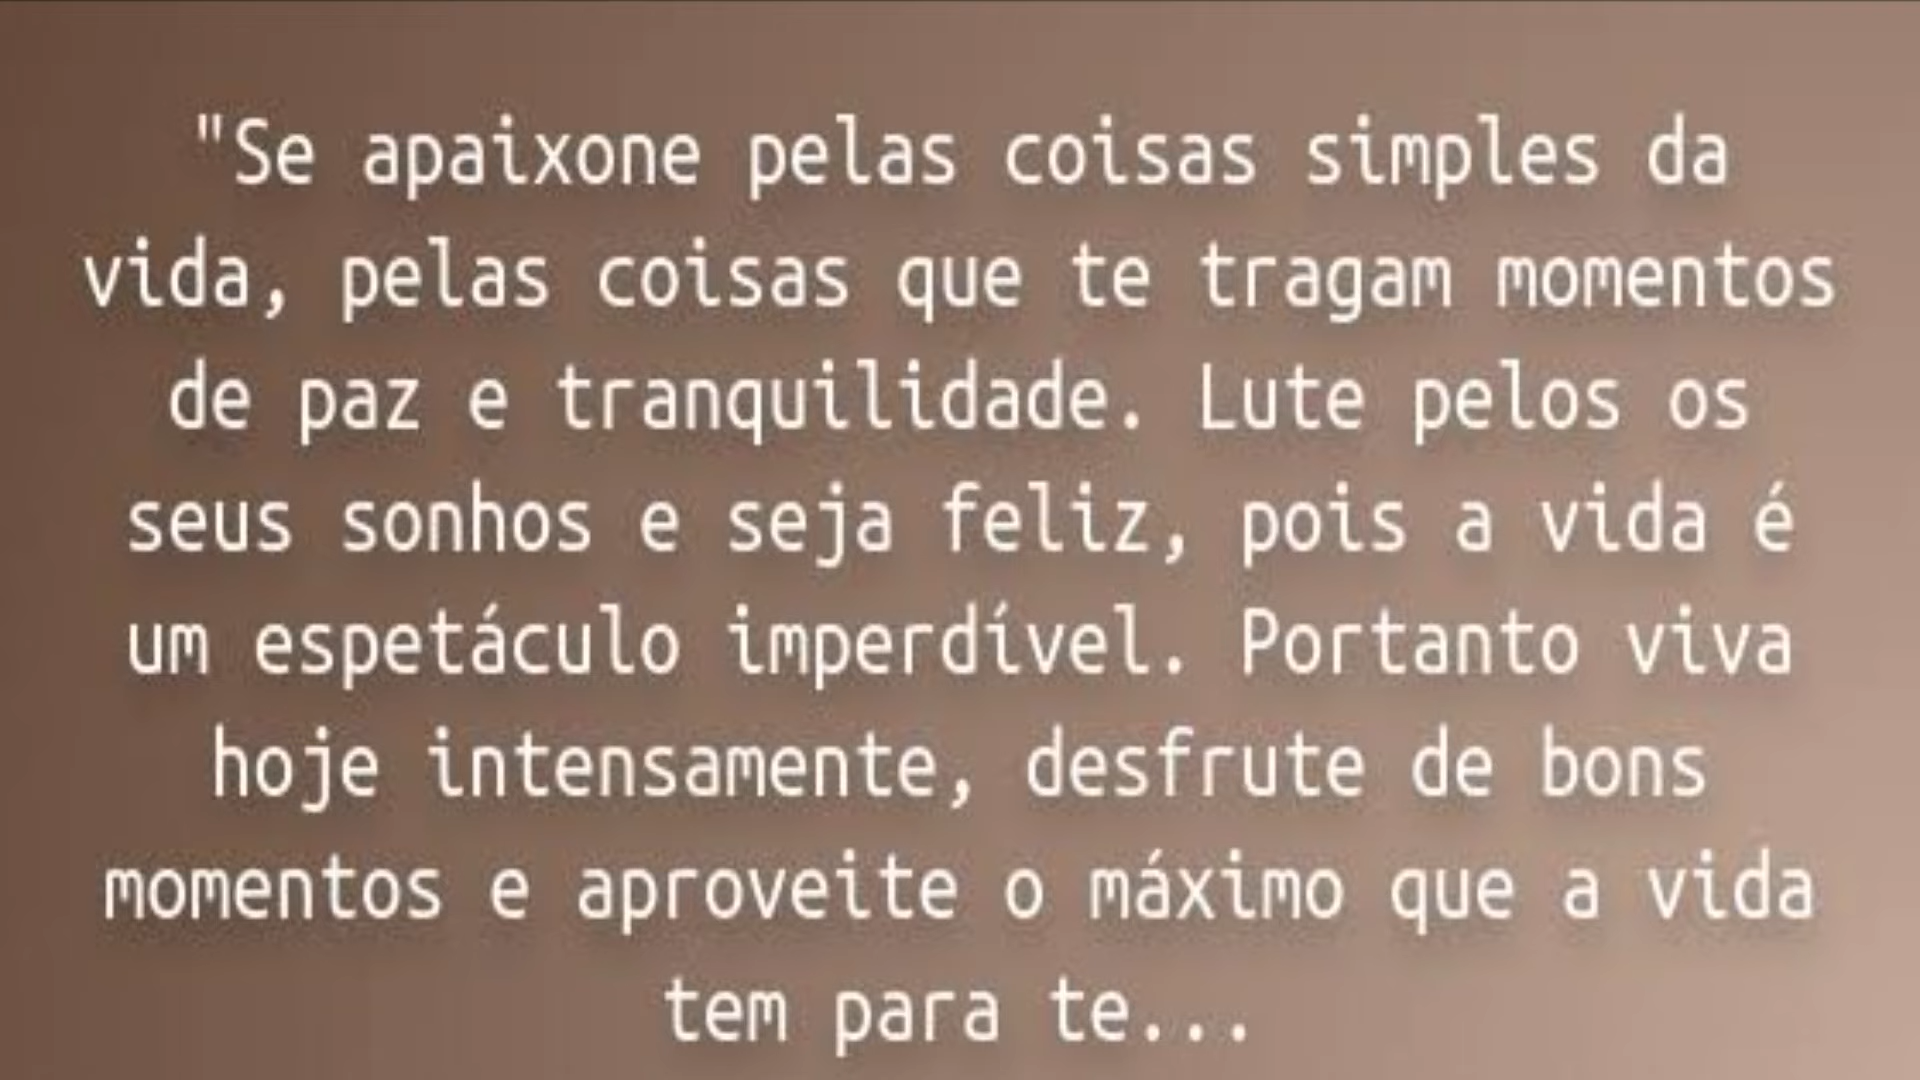 "Se apaixone pelas coisas simples da
vida, pelas coisas que te tragam momentos
de paz e tranquilidade. Lute pelos os
seus sonhos e seja feliz, pois a vida é
um espetáculo imperdível. Portanto viva
hoje intensamente, desfrute de bons
momentos e aproveite o máximo que a vida
tem para te...